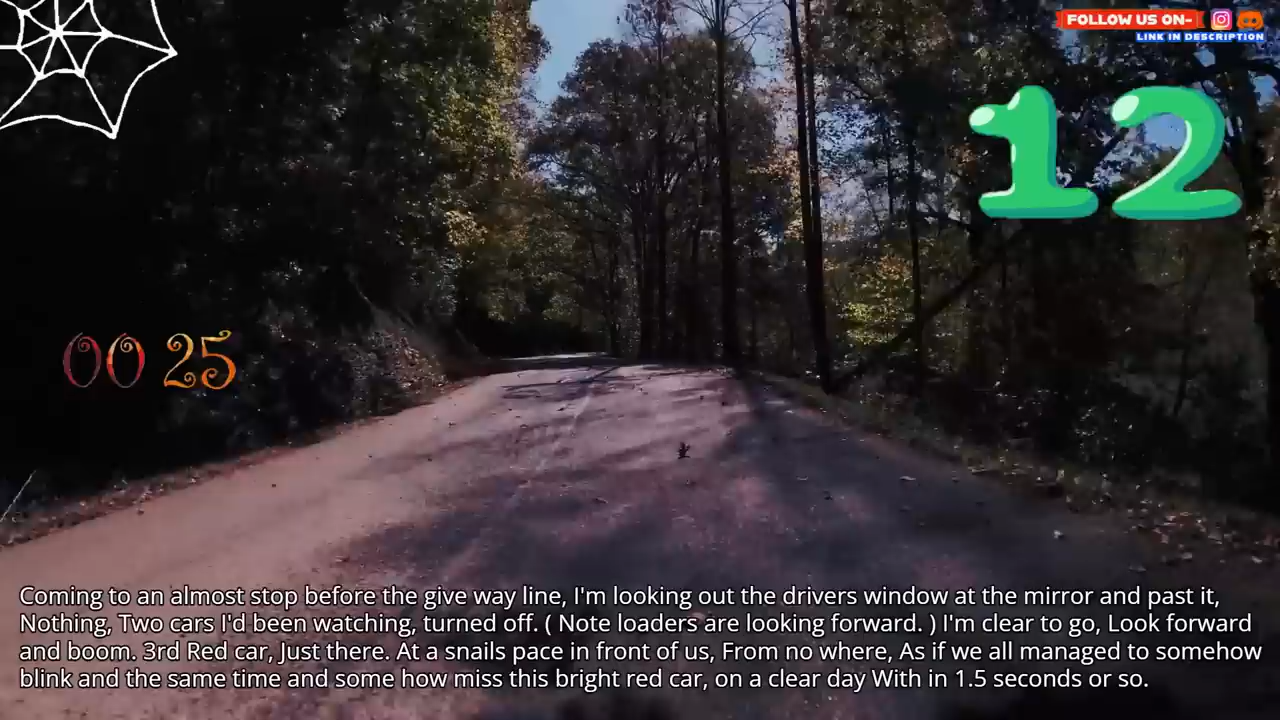 FOLLOW US ON-
LINK IN DESCRIPTION
12
00 25
Coming to an almost stop before the give way line, I'm looking out the drivers window at the mirror and past it,
Nothing, Two cars I'd been watching, turned off. ( Note loaders are looking forward. ) I'm clear to go, Look forward
and boom. 3rd Red car, Just there. At a snails pace in front of us, From no where, As if we all managed to somehow
blink and the same time and some how miss this bright red car, on a clear day With in 1.5 seconds or so.